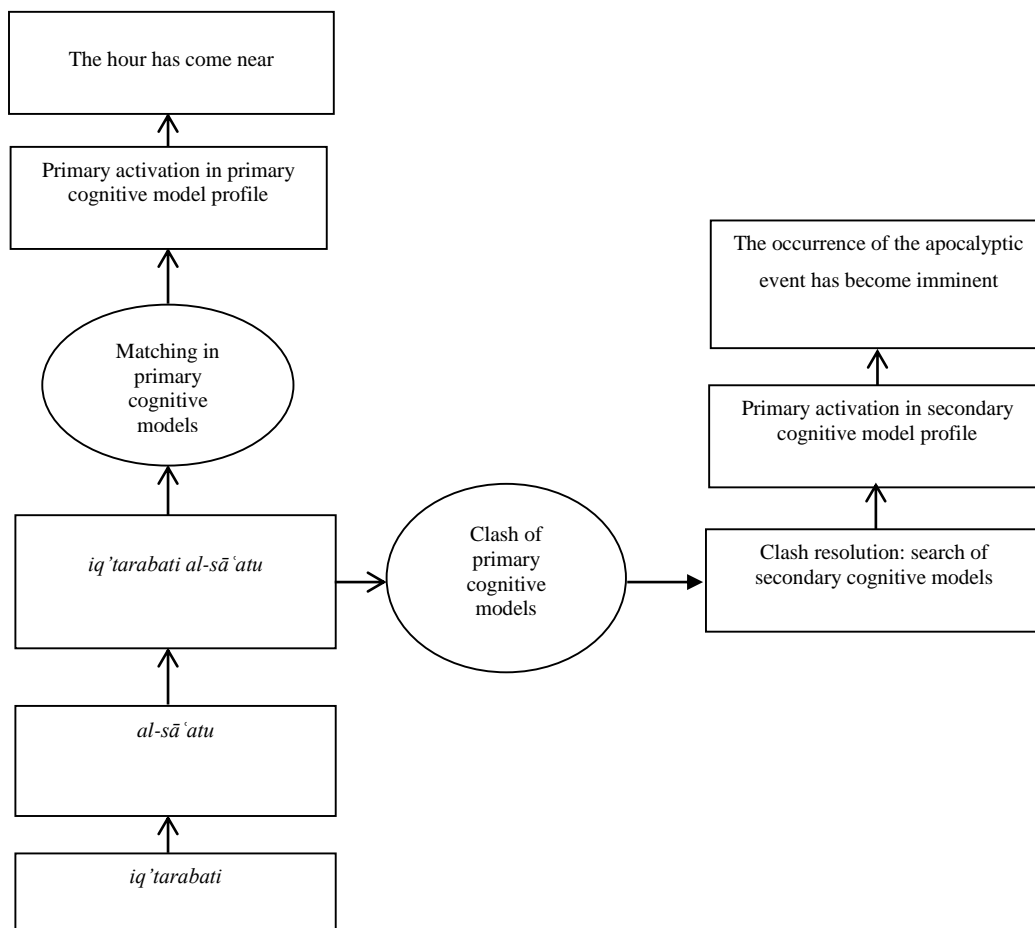 The hour has come near
Primary activation in primary
cognitive model profile
Matching in
primary
cognitive
models
iq’tarabati al-sāʿatu
al-sāʿatu
iq’tarabati
Clash of
primary
cognitive
models
The occurrence of the apocalyptic
event has become imminent
Primary activation in secondary
cognitive model profile
Clash resolution: search of
secondary cognitive models